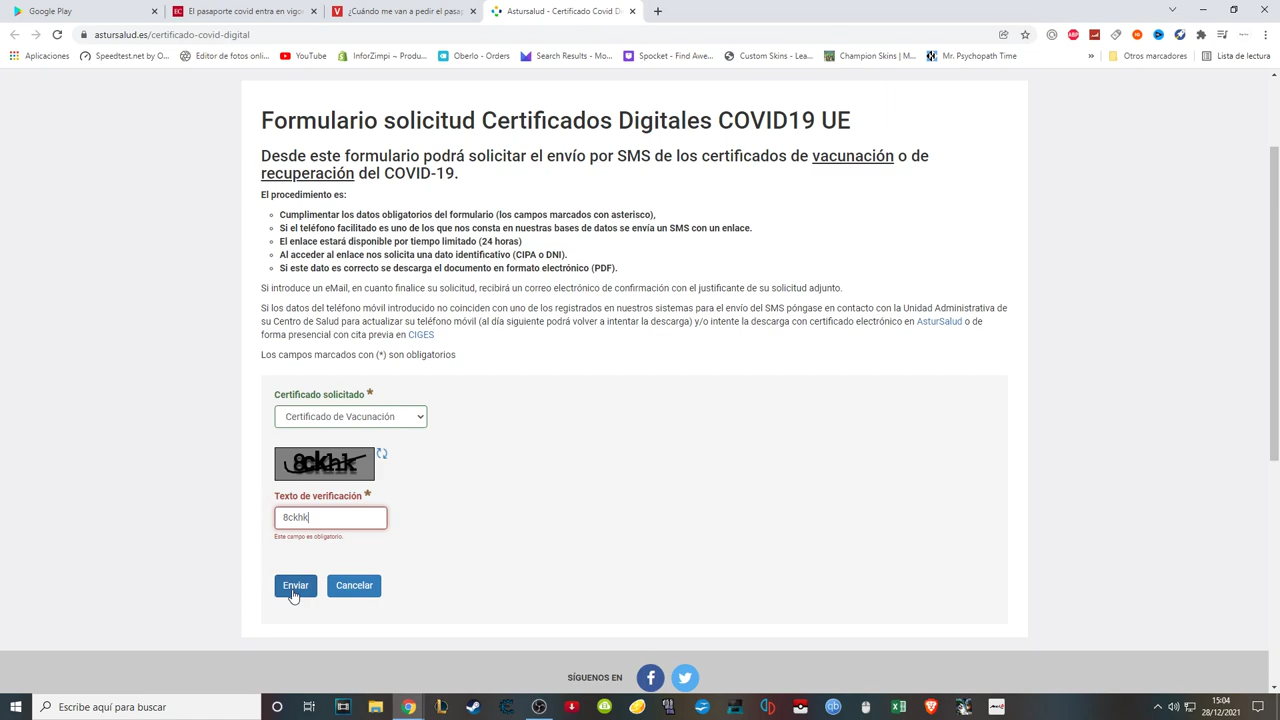 Google Play
El pasaporte covid entra en vigo
¿Cuándo me van a pedir el pasap
Astursalud - Certificado Covid D
astursalud.es/certificado-covid-digital
Aplicaciones
Speedtest.net by O...
Editor de fotos onli...
YouTube
InforZimpi – Produ...
Oberlo - Orders
Search Results - Mo...
Spocket - Find Awe...
Custom Skins - Lea...
Champion Skins | M...
Mr. Psychopath Time
»
Otros marcadores
Lista de lectura
Formulario solicitud Certificados Digitales COVID19 UE
Desde este formulario podrá solicitar el envío por SMS de los certificados de vacunación o de
recuperación del COVID-19.
El procedimiento es:
Cumplimentar los datos obligatorios del formulario (los campos marcados con asterisco),
Si el teléfono facilitado es uno de los que nos consta en nuestras bases de datos se envía un SMS con un enlace.
El enlace estará disponible por tiempo limitado (24 horas)
Al acceder al enlace nos solicita una dato identificativo (CIPA o DNI).
Si este dato es correcto se descarga el documento en formato electrónico (PDF).
Si introduce un eMail, en cuanto finalice su solicitud, recibirá un correo electrónico de confirmación con el justificante de su solicitud adjunto.
Si los datos del teléfono móvil introducido no coinciden con uno de los registrados en nuestros sistemas para el envío del SMS póngase en contacto con la Unidad Administrativa de
su Centro de Salud para actualizar su teléfono móvil (al día siguiente podrá volver a intentar la descarga) y/o intente la descarga con certificado electrónico en AsturSalud o de
forma presencial con cita previa en CIGES
Los campos marcados con (*) son obligatorios
Certificado solicitado *
Certificado de Vacunación
8ckhk
Texto de verificación *
8ckhk
Este campo es obligatorio.
Enviar
Cancelar
SÍGUENOS EN
Escribe aquí para buscar
15:04
28/12/2021